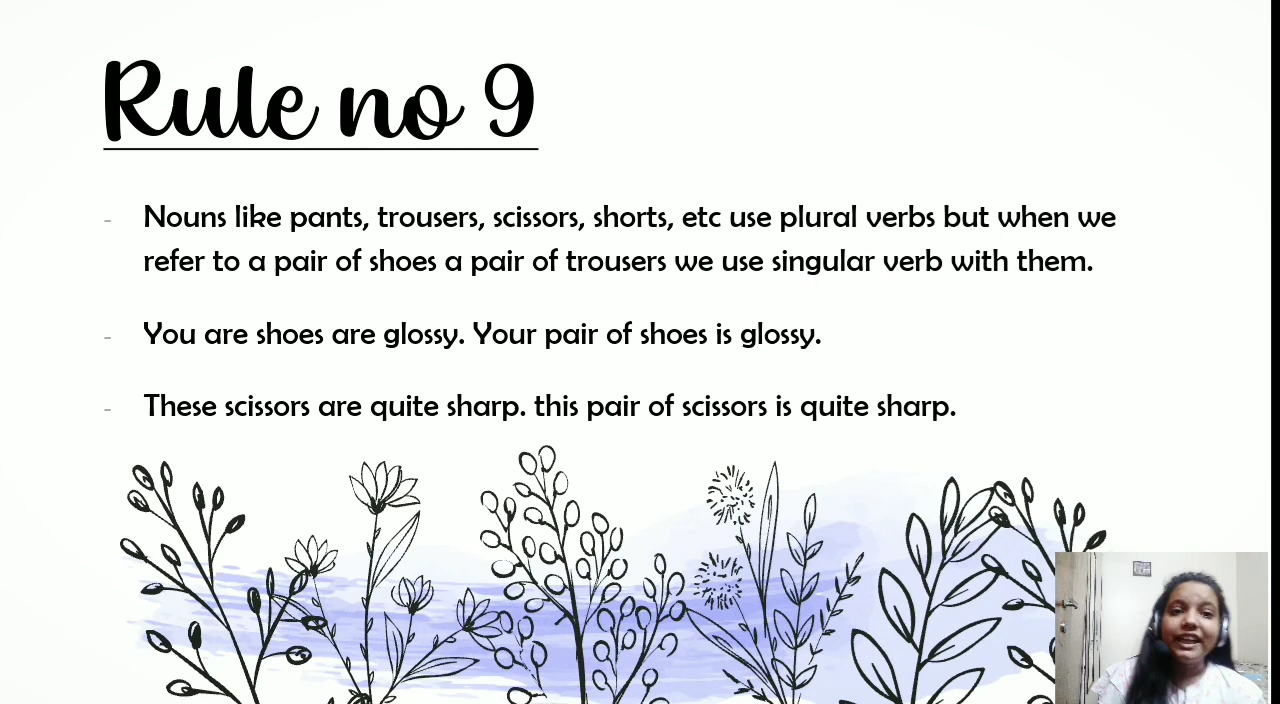 Rule no 9
- Nouns like pants, trousers, scissors, shorts, etc use plural verbs but when we
refer to a pair of shoes a pair of trousers we use singular verb with them.
- You are shoes are glossy. Your pair of shoes is glossy.
- These scissors are quite sharp. this pair of scissors is quite sharp.